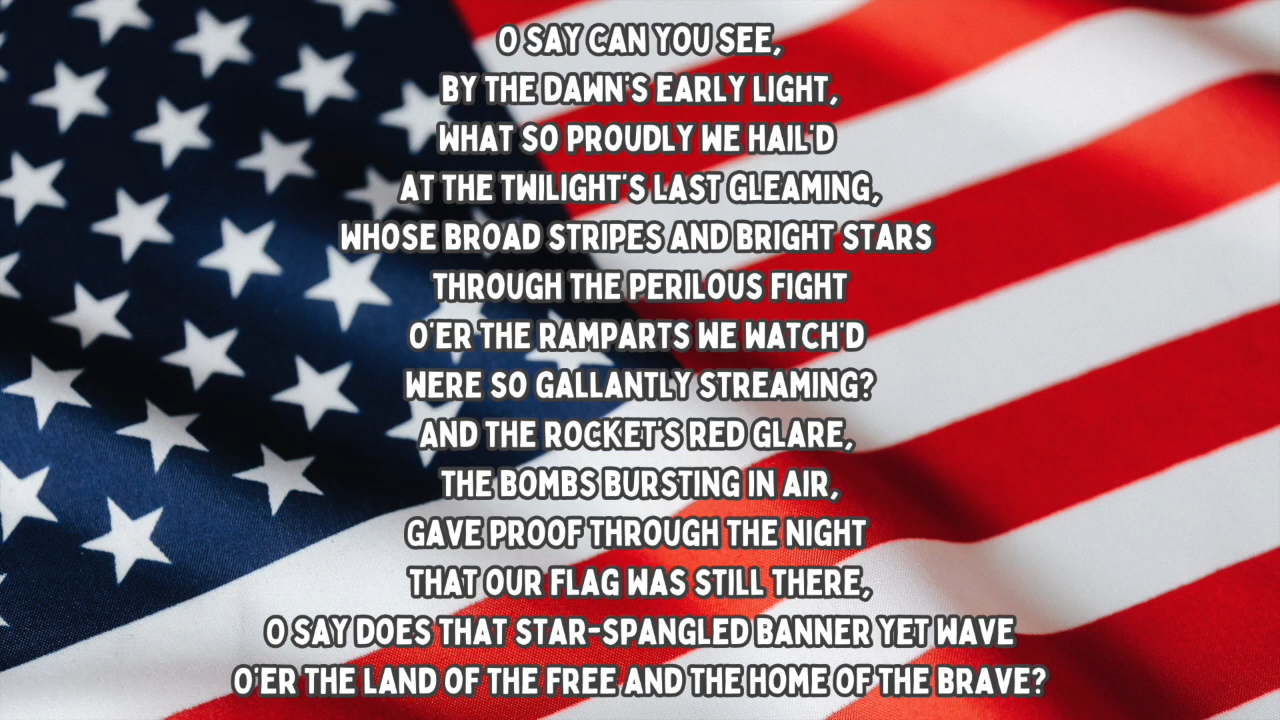 O SAY CAN YOU SEE,
BY THE DAWN'S EARLY LIGHT,
WHAT SO PROUDLY WE HAIL'D
AT THE TWILIGHT'S LAST GLEAMING,
WHOSE BROAD STRIPES AND BRIGHT STARS
THROUGH THE PERILOUS FIGHT
O'ER THE RAMPARTS WE WATCH'D
WERE SO GALLANTLY STREAMING?
AND THE ROCKET'S RED GLARE,
THE BOMBS BURSTING IN AIR,
GAVE PROOF THROUGH THE NIGHT
THAT OUR FLAG WAS STILL THERE,
O SAY DOES THAT STAR-SPANGLED BANNER YET WAVE
O'ER THE LAND OF THE FREE AND THE HOME OF THE BRAVE?